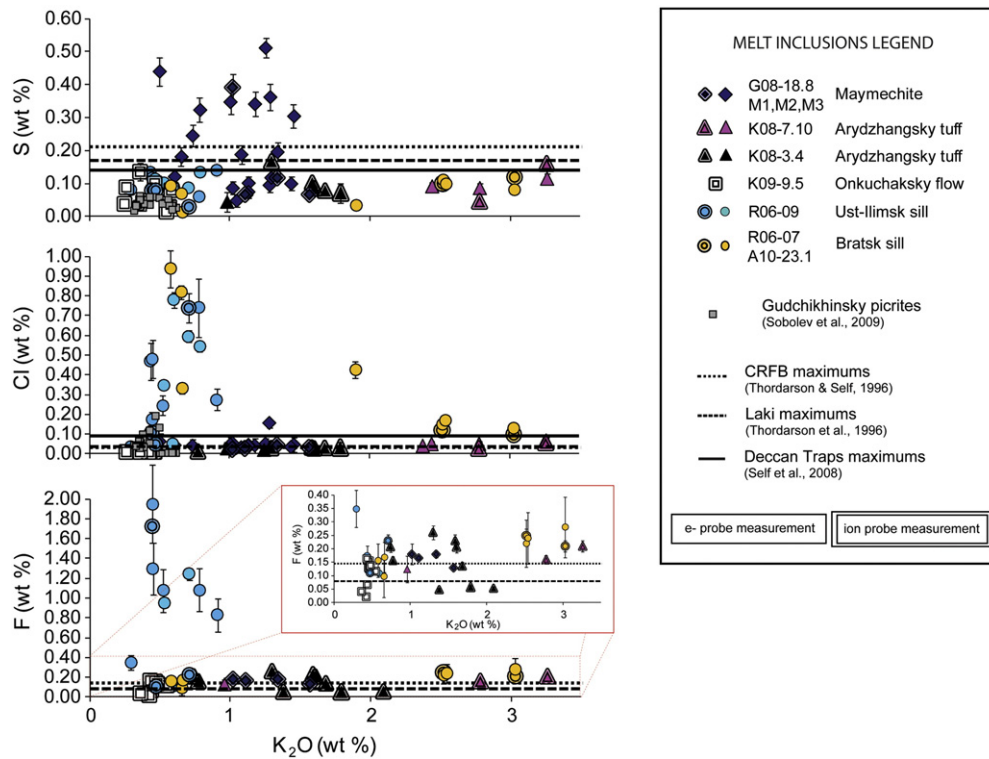 0.60
0.50
0.40
0.30
0.20
0.10
0.00
S (wt %)
1.00
0.90
0.80
0.70
0.60
0.50
0.40
0.30
0.20
0.10
0.00
Cl (wt %)
2.00
1.80
1.60
1.40
1.20
1.00
0.80
0.60
0.40
0.20
0.00
F (wt %)
0 1 2 3
K₂O (wt %)
0.40
0.35
0.30
0.25
0.20
0.15
0.10
0.05
0.00
F (wt %)
0 1 2 3
K₂O (wt %)
MELT INCLUSIONS LEGEND
G08-18.8
M1,M2,M3
Maymechite
K08-7.10 Arydzhangsky tuff
K08-3.4 Arydzhangsky tuff
K09-9.5 Onkuchaksky flow
R06-09 Ust-Ilimsk sill
R06-07
A10-23.1
Bratsk sill
Gudchikhinsky picrites
(Sobolev et al., 2009)
CRFB maximums
(Thordarson & Self, 1996)
Laki maximums
(Thordarson et al., 1996)
Deccan Traps maximums
(Self et al., 2008)
e- probe measurement ion probe measurement